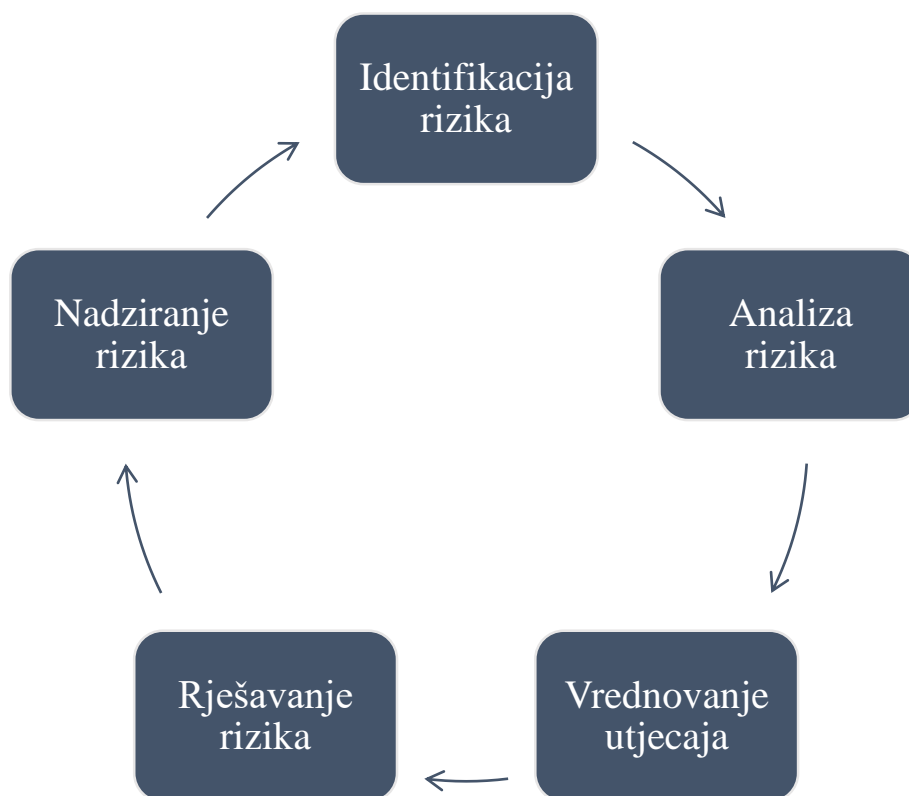 Identifikacija
rizika
Analiza
rizika
Vrednovanje
utjecaja
Rješavanje
rizika
Nadziranje
rizika